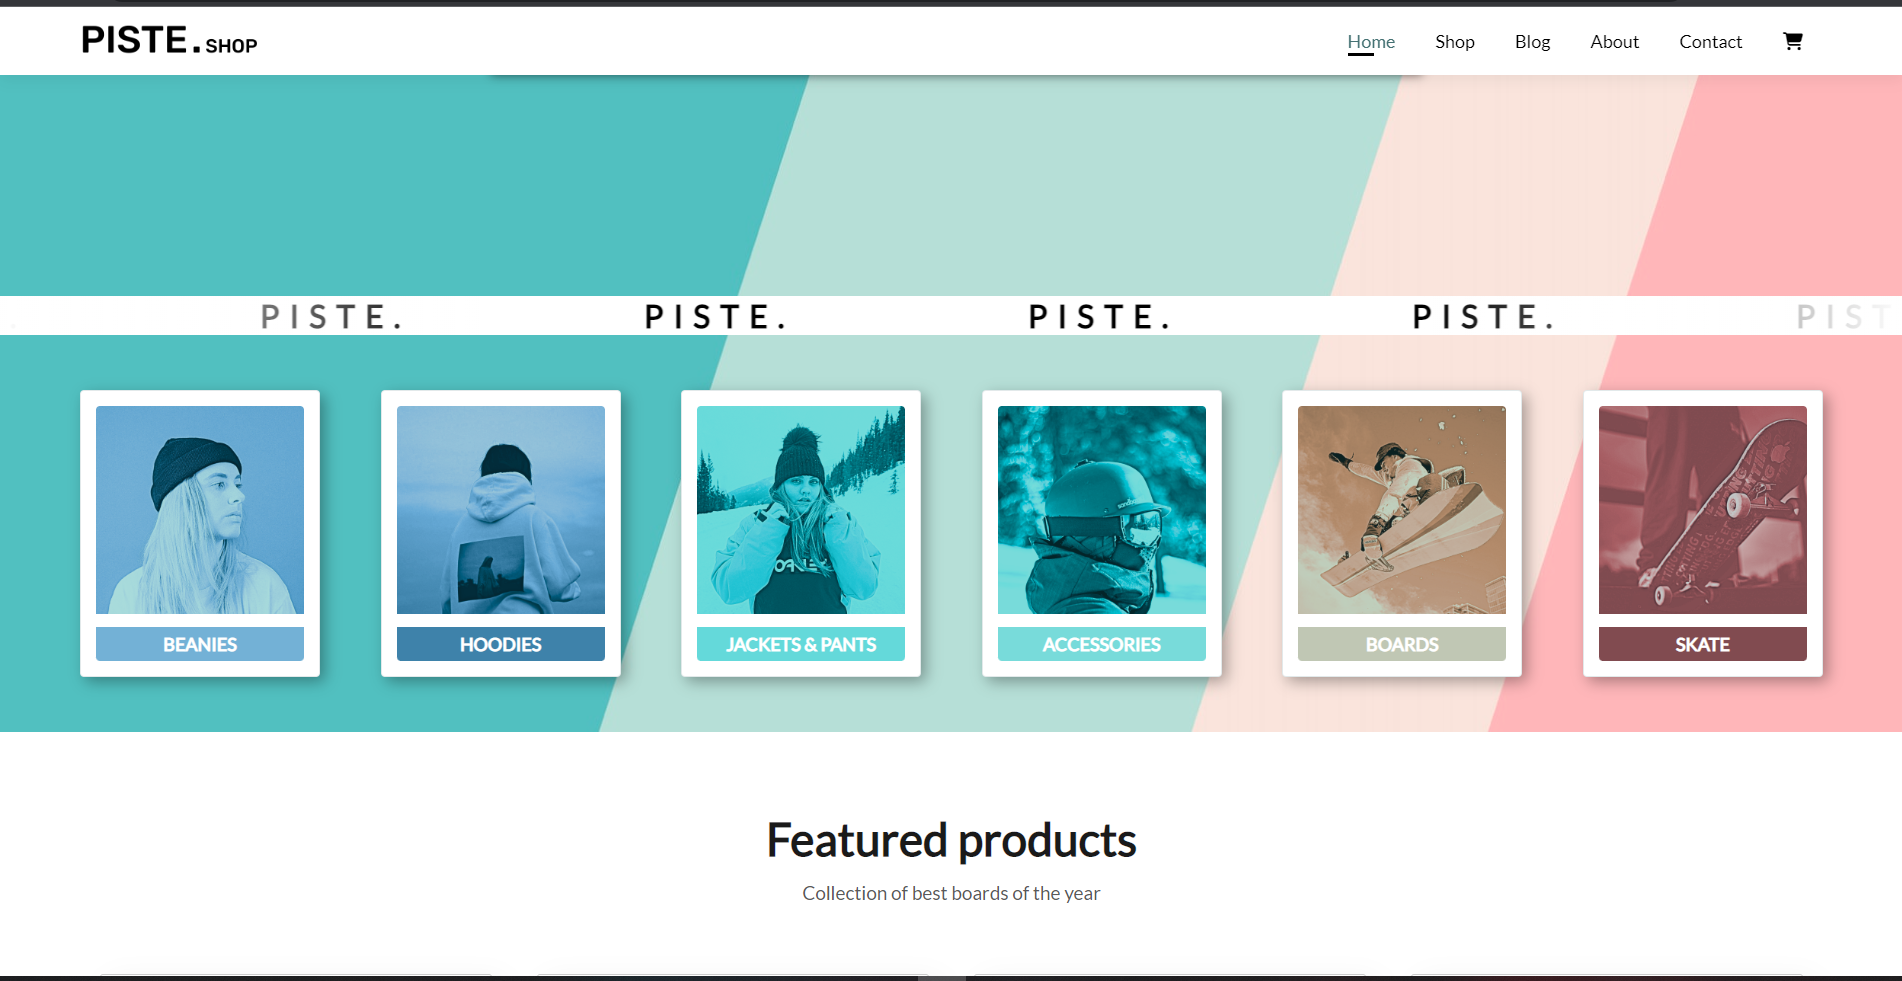 PISTE.SHOP
Home Shop Blog About Contact
PISTE. PISTE. PISTE. PISTE. PIST
BEANIES HOODIES JACKETS & PANTS ACCESSORIES BOARDS SKATE
Featured products
Collection of best boards of the year